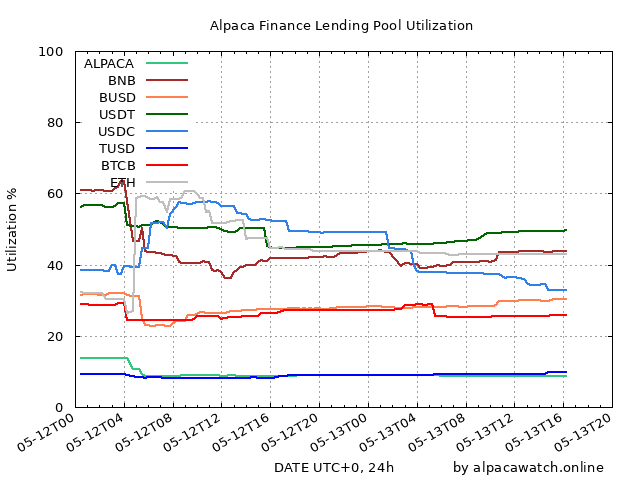 Alpaca Finance Lending Pool Utilization
100
80
60
40
20
0
Utilization %
ALPACA
BNB
BUSD
USDT
USDC
TUSD
BTCB
ETH
05-12T00
05-12T04
05-12T08
05-12T12
05-12T16
05-12T20
05-13T00
05-13T04
05-13T08
05-13T12
05-13T16
05-13T20
DATE UTC+0, 24h
by alpacawatch.online